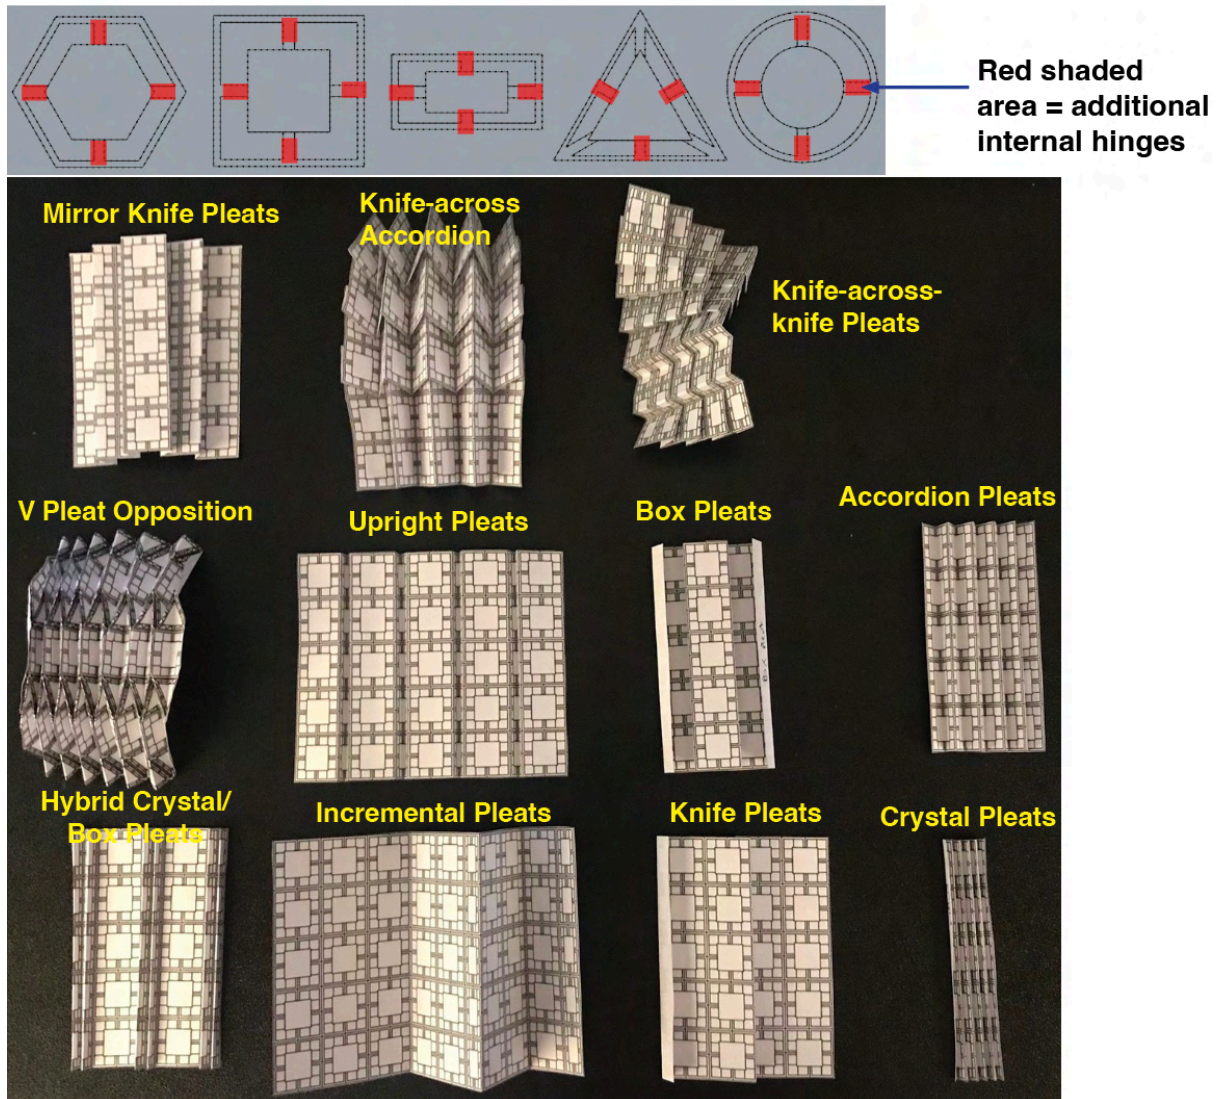 Red shaded
area = additional
internal hinges
Mirror Knife Pleats
Knife-across
Accordion
Knife-across-
knife Pleats
V Pleat Opposition
Upright Pleats
Box Pleats
Accordion Pleats
Hybrid Crystal/
Box Pleats
Incremental Pleats
Knife Pleats
Crystal Pleats